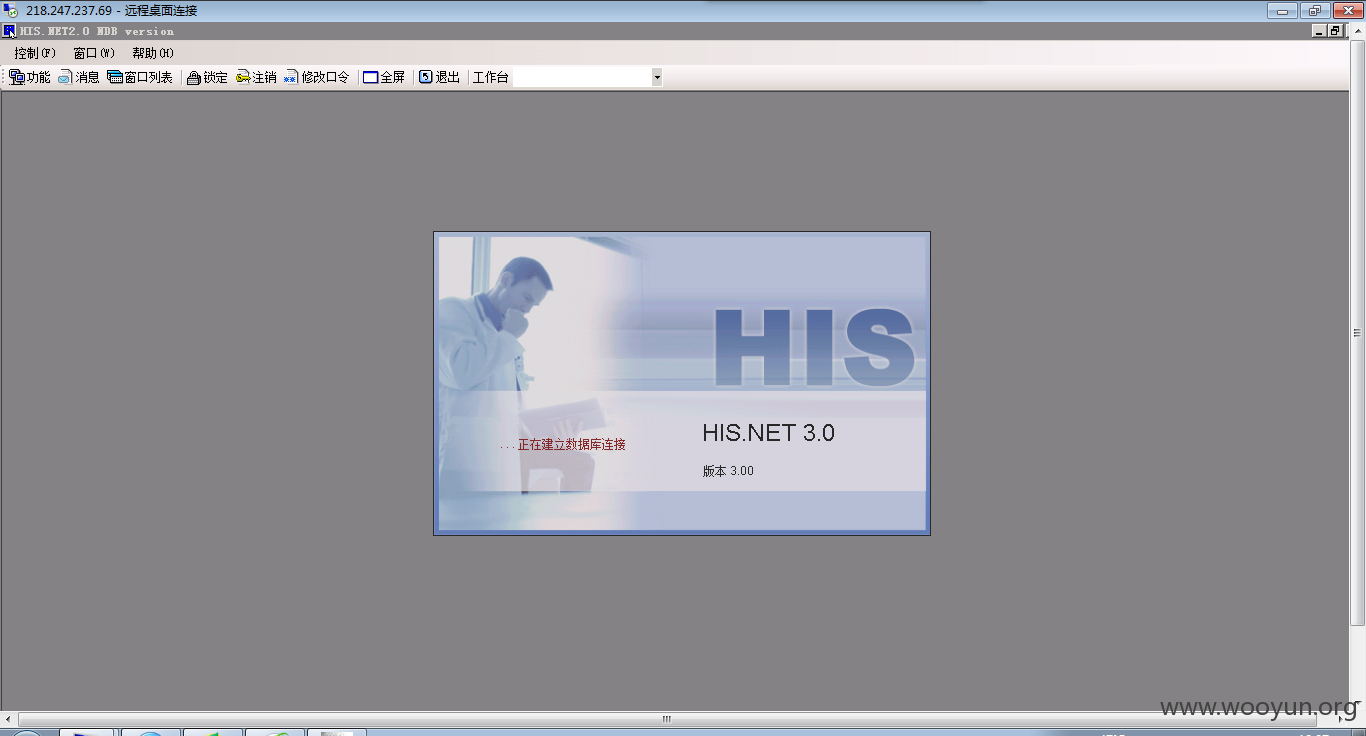 218.247.237.69 - 远程桌面连接
HIS.NET2.0 NDB version
控制(F) 窗口(W) 帮助(H)
功能 消息 窗口列表 锁定 注销 修改口令 全屏 退出 工作台
HIS
HIS.NET 3.0
...正在建立数据库连接
版本 3.00
www.wooyun.org